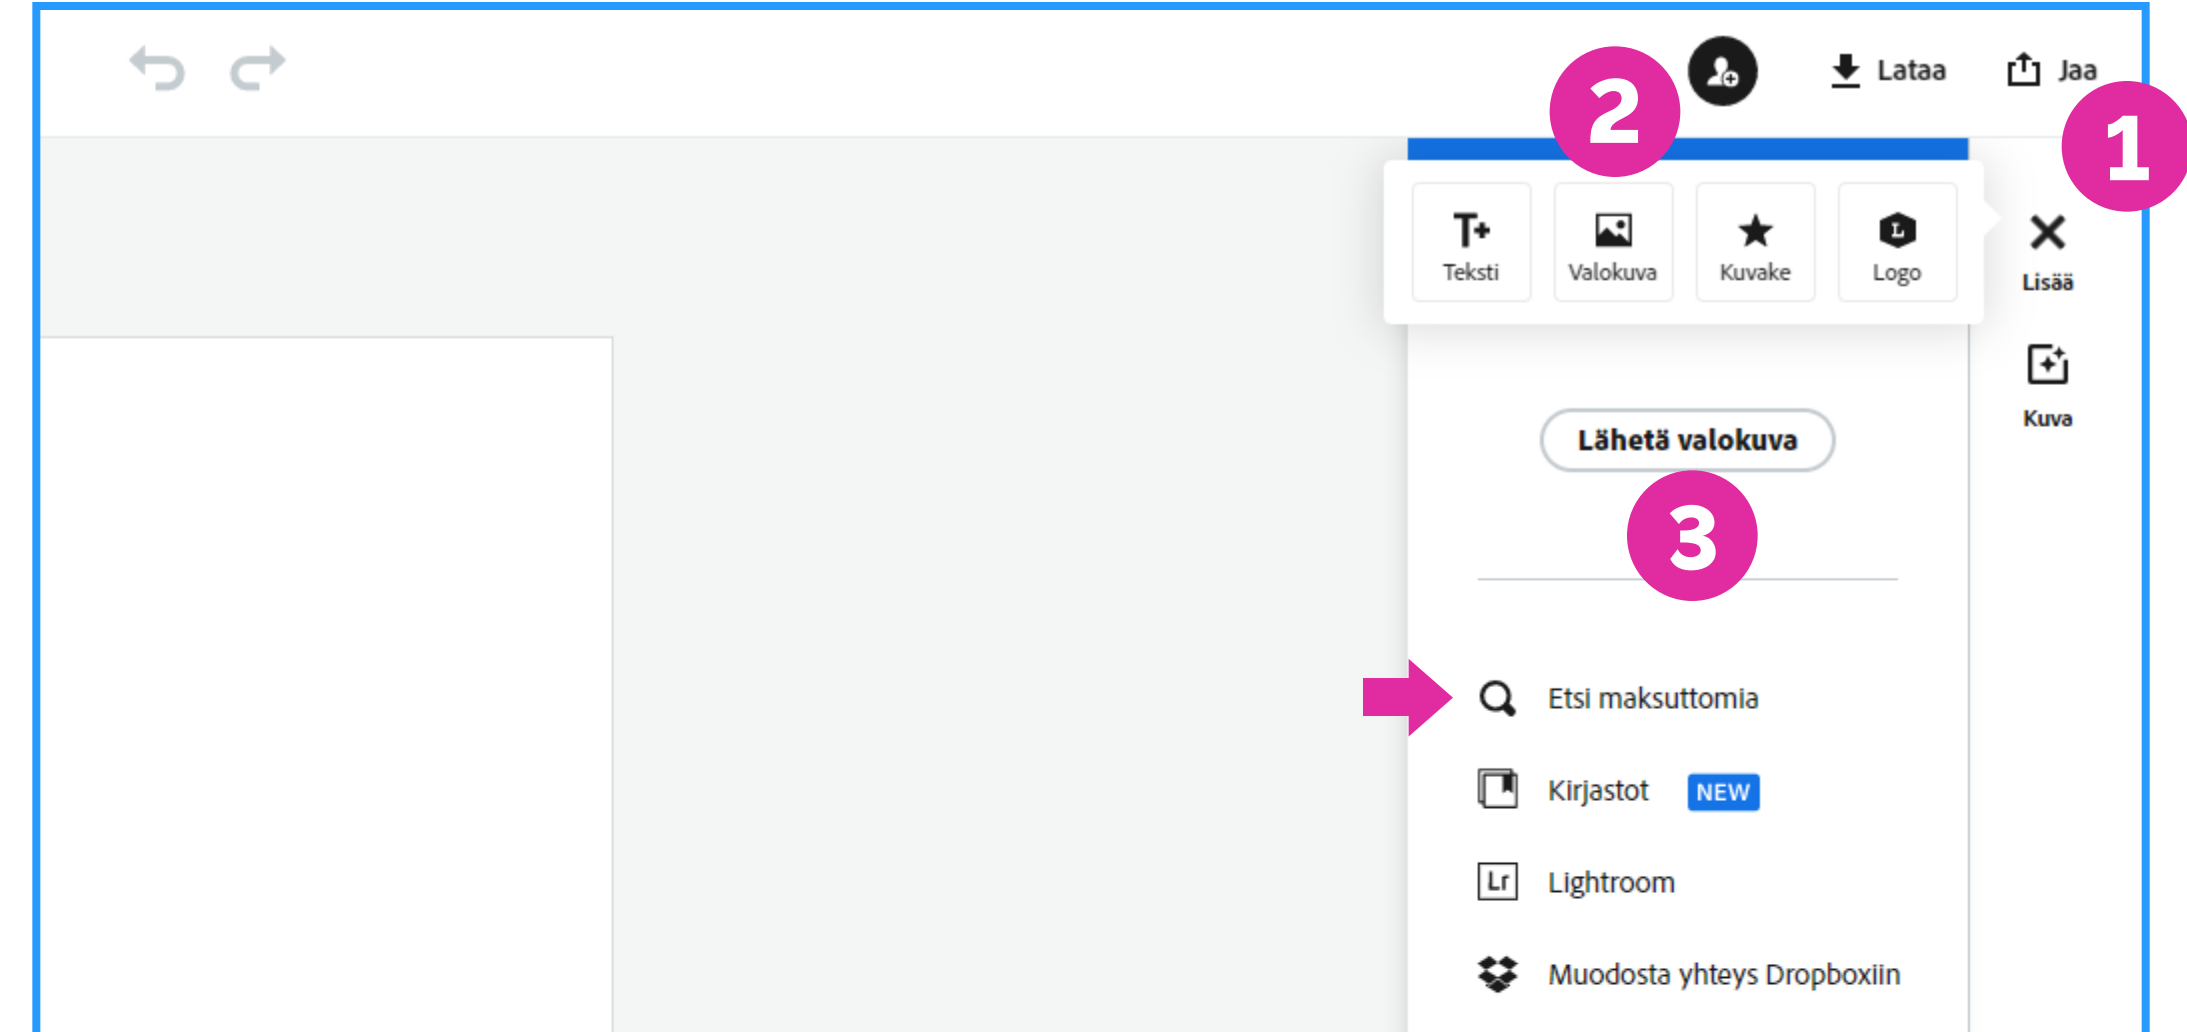 Lataa
Jaa
2
1
T+
Teksti
Valokuva
Kuvake
L
Logo
Lisää
Kuva
Lähetä valokuva
3
Etsi maksuttomia
Kirjastot NEW
Lr Lightroom
Muodosta yhteys Dropboxiin